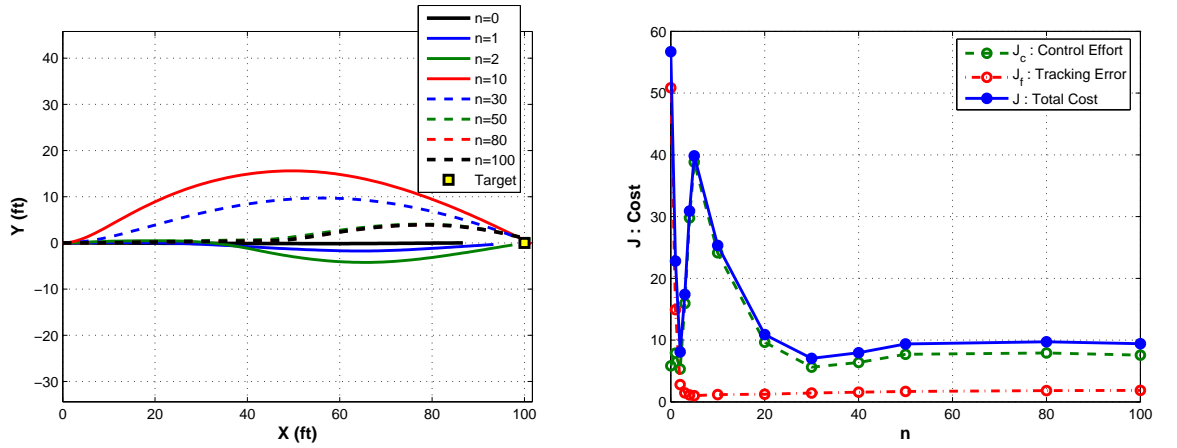 n=0
n=1
n=2
n=10
n=30
n=50
n=80
n=100
Target
40
30
20
10
0
−10
−20
−30
0 20 40 60 80 100
Y (ft)
X (ft)
J_c : Control Effort
J_f : Tracking Error
J : Total Cost
60
50
40
30
20
10
0
0 20 40 60 80 100
J : Cost
n